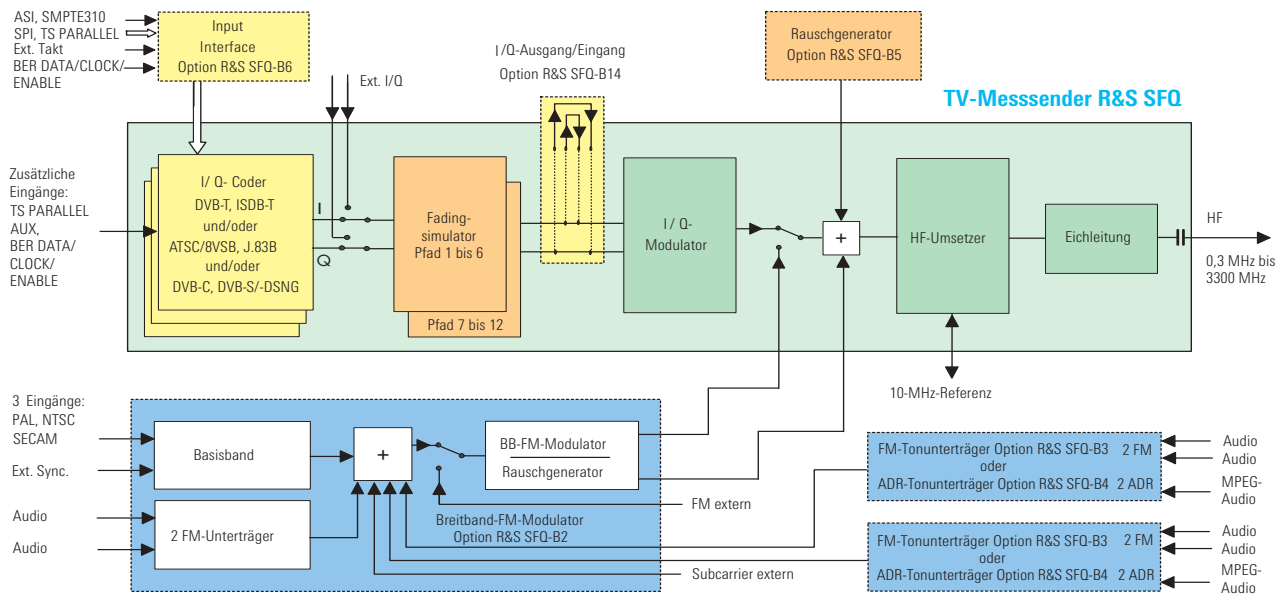 ASI, SMPTE310
SPI, TS PARALLEL
Ext. Takt
BER DATA/CLOCK/
ENABLE
Input
Interface
Option R&S SFQ-B6
Ext. I/Q
I/Q-Ausgang/Eingang
Option R&S SFQ-B14
Rauschgenerator
Option R&S SFQ-B5
TV-Messsender R&S SFQ
Zusätzliche
Eingänge:
TS PARALLEL
AUX,
BER DATA/
CLOCK/
ENABLE
I/ Q- Coder
DVB-T, ISDB-T
und/oder
ATSC/8VSB, J.83B
und/oder
DVB-C, DVB-S/-DSNG
I
Q
Fading-
simulator
Pfad 1 bis 6
Pfad 7 bis 12
I / Q-
Modulator
+
HF-Umsetzer
Eichleitung
HF
0,3 MHz bis
3300 MHz
10-MHz-Referenz
3 Eingänge:
PAL, NTSC
SECAM
Ext. Sync.
Audio
Audio
Basisband
2 FM-Unterträger
+
BB-FM-Modulator
Rauschgenerator
FM extern
Breitband-FM-Modulator
Option R&S SFQ-B2
Subcarrier extern
FM-Tonunterträger Option R&S SFQ-B3 2 FM
oder
ADR-Tonunterträger Option R&S SFQ-B4 2 ADR
Audio
Audio
MPEG-
Audio
FM-Tonunterträger Option R&S SFQ-B3 2 FM
oder
ADR-Tonunterträger Option R&S SFQ-B4 2 ADR
Audio
Audio
MPEG-
Audio